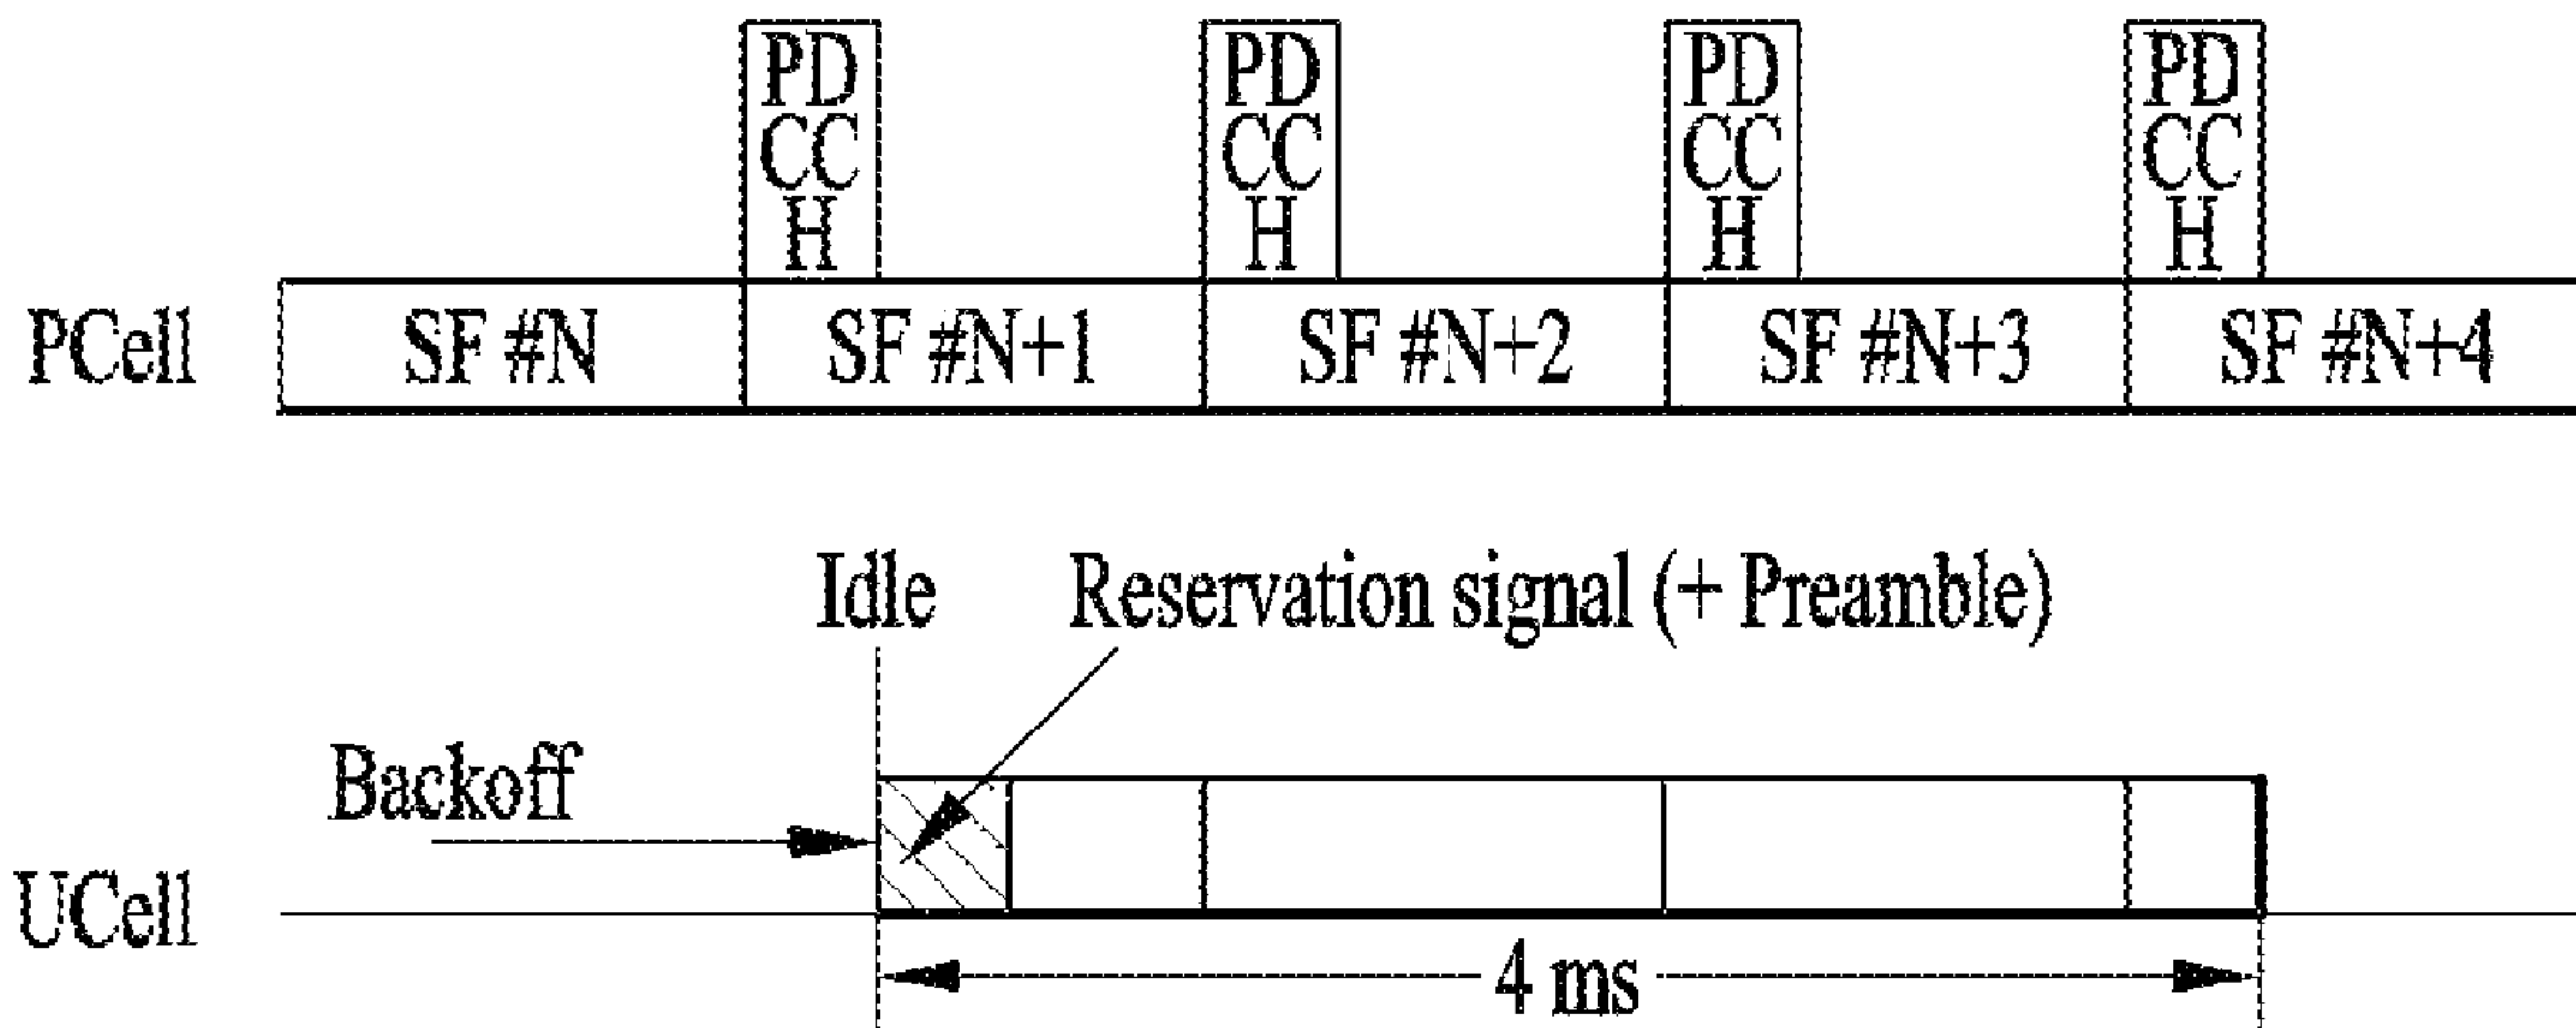 PD PD PD PD
CC CC CC CC
H H H H
PCell SF #N SF #N+1 SF #N+2 SF #N+3 SF #N+4
Idle Reservation signal (+ Preamble)
Backoff
UCell
4 ms